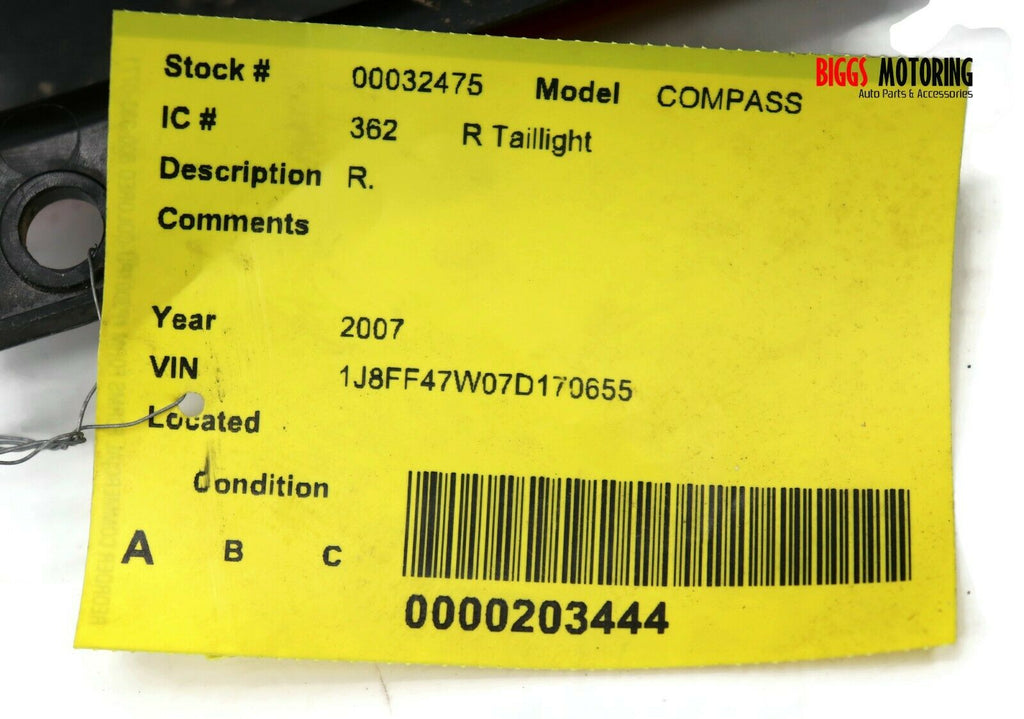 BIGGS MOTORING
Auto Parts & Accessories
Stock # 00032475 Model COMPASS
IC # 362 R Taillight
Description R.
Comments
Year 2007
VIN 1J8FF47W07D170655
Located
Condition
A B C
0000203444